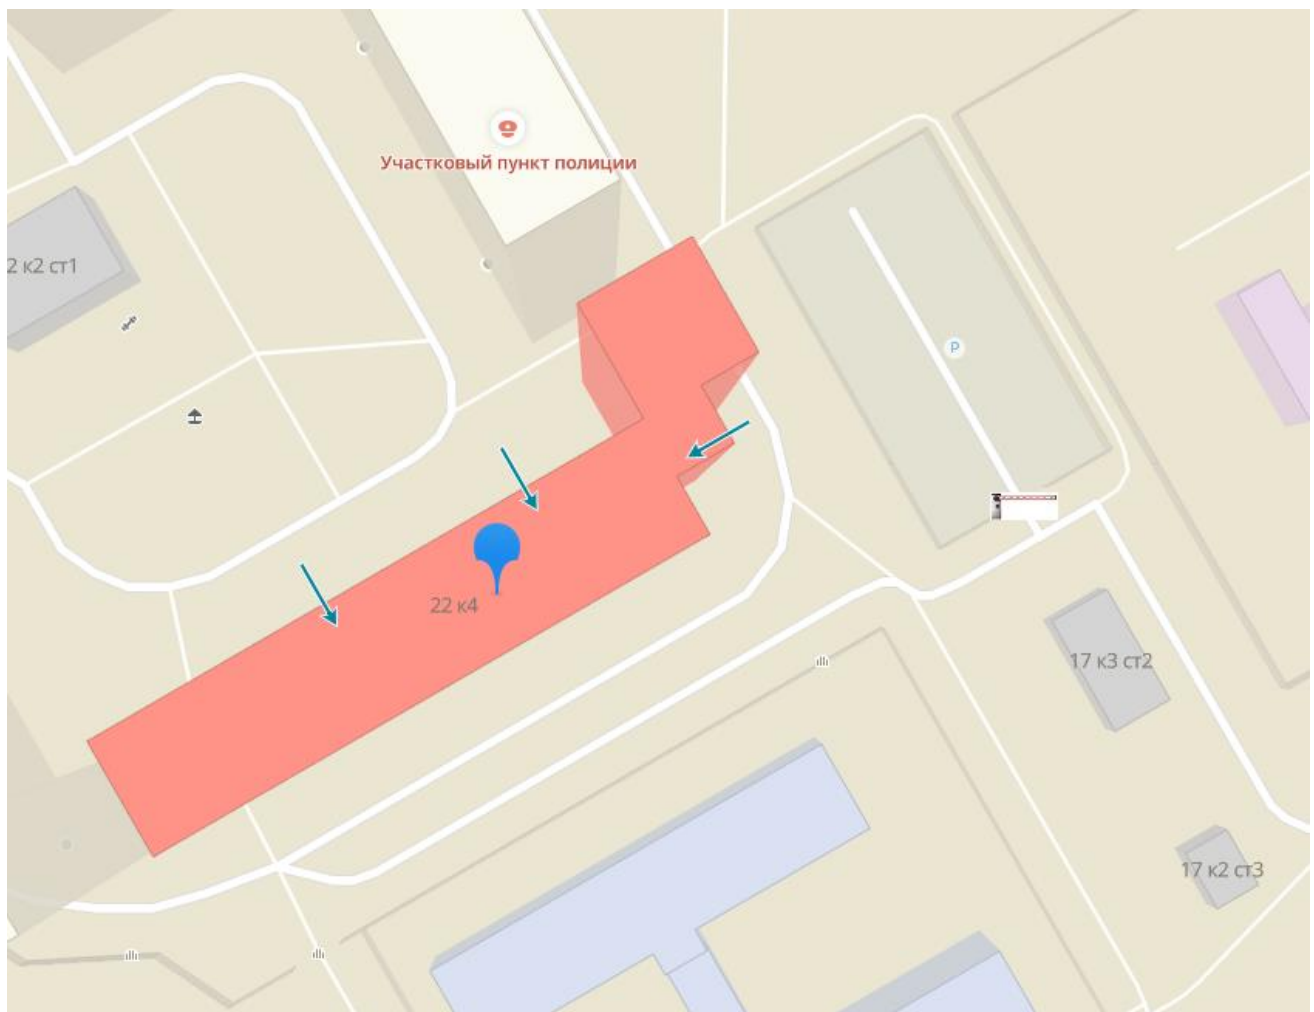 Участковый пункт полиции
2 к2 ст1
P
22 к4
17 к3 ст2
17 к2 ст3